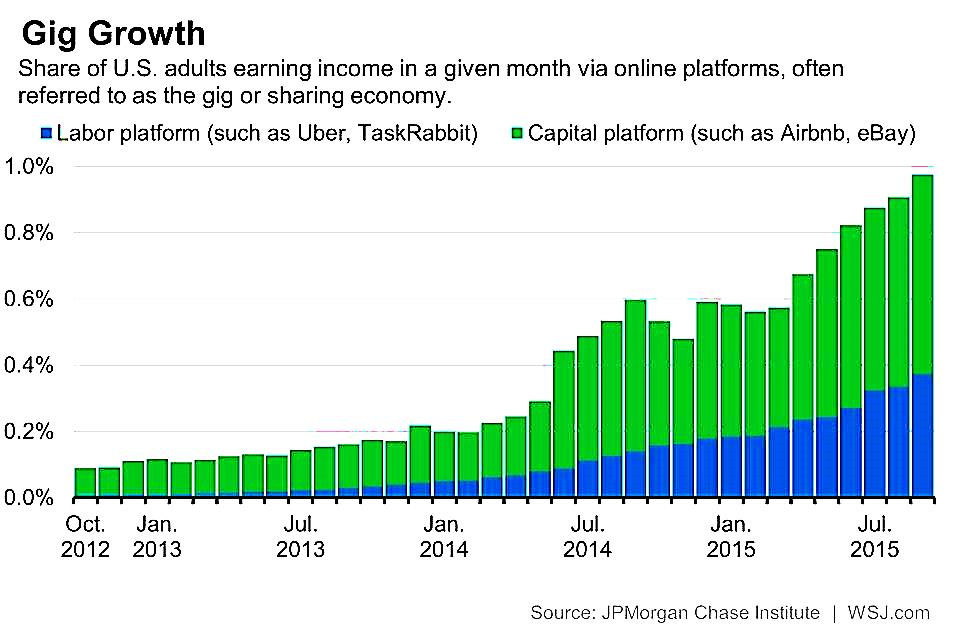 Gig Growth
Share of U.S. adults earning income in a given month via online platforms, often
referred to as the gig or sharing economy.
Labor platform (such as Uber, TaskRabbit) Capital platform (such as Airbnb, eBay)
1.0%
0.8%
0.6%
0.4%
0.2%
0.0%
Oct. Jan. Jul. Jan. Jul. Jan. Jul.
2012 2013 2013 2014 2014 2015 2015
Source: JPMorgan Chase Institute | WSJ.com